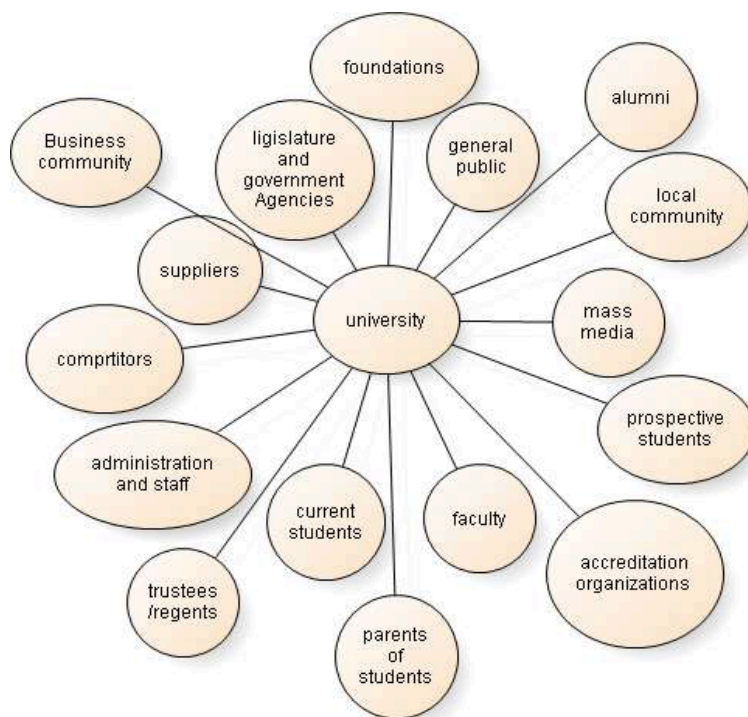 foundations
alumni
Business
community
ligislature
and
government
Agencies
general
public
local
community
suppliers
university
mass
media
comprtitors
prospective
students
administration
and staff
current
students
faculty
accreditation
organizations
trustees
/regents
parents
of
students